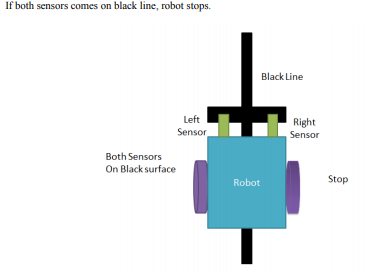 If both sensors comes on black line, robot stops.
Black Line
Left
Sensor
Right
Sensor
Both Sensors
On Black surface
Robot
Stop